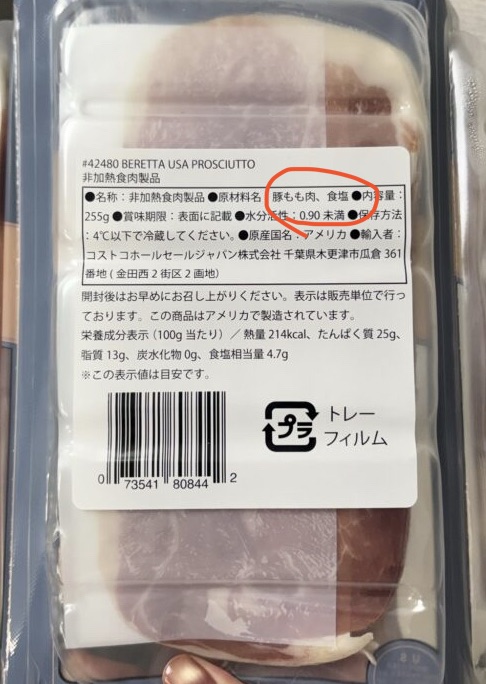 #42480 BERETTA USA PROSCIUTTO
非加熱食肉製品
●名称：非加熱食肉製品 ●原材料名：豚もも肉、食塩 ●内容量：
255g ●賞味期限：表面に記載 ●水分活性：0.90 未満 ●保存方法
：4℃以下で冷蔵してください。●原産国名：アメリカ ●輸入者：
コストコホールセールジャパン株式会社 千葉県木更津市瓜倉 361
番地 ( 金田西 2 街区 2 画地）
開封後はお早めにお召し上がりください。表示は販売単位で行っ
ております。この商品はアメリカで製造されています。
栄養成分表示（100g 当たり）／ 熱量 214kcal、たんぱく質 25g、
脂質 13g、炭水化物 0g、食塩相当量 4.7g
※この表示値は目安です。
0 73541 80844 2
プラ
トレー
フィルム